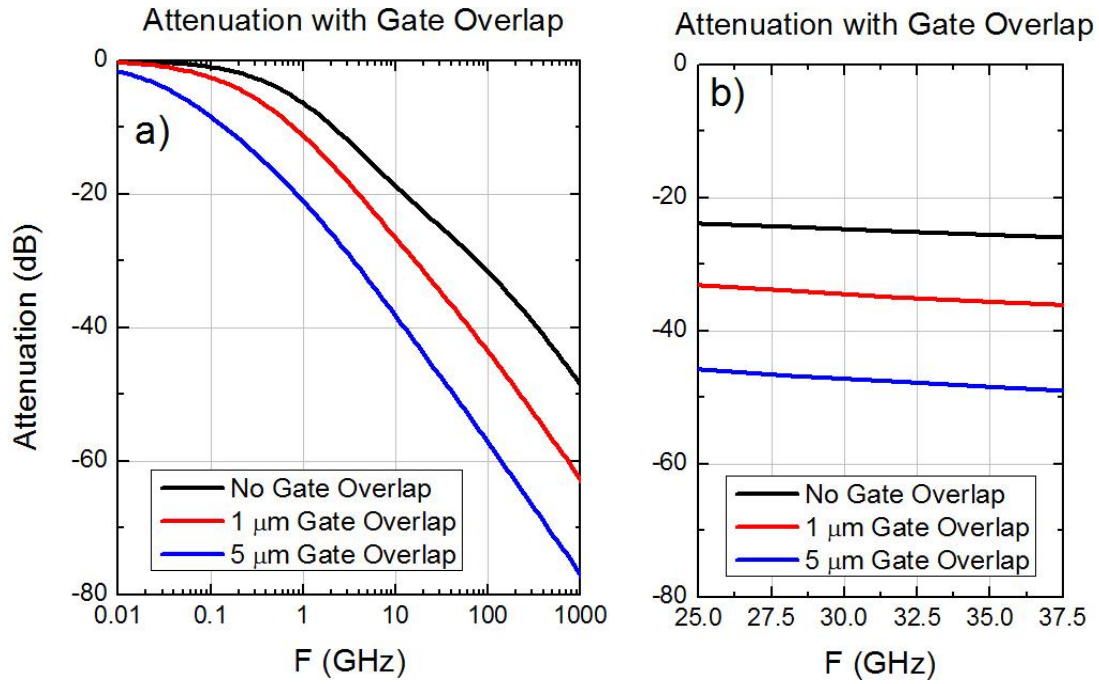 Attenuation with Gate Overlap
Attenuation with Gate Overlap
a)
b)
Attenuation (dB)
0
-20
-40
-60
-80
0
-20
-40
-60
-80
No Gate Overlap
1 μm Gate Overlap
5 μm Gate Overlap
No Gate Overlap
1 μm Gate Overlap
5 μm Gate Overlap
0.01 0.1 1 10 100 1000
25.0 27.5 30.0 32.5 35.0 37.5
F (GHz)
F (GHz)